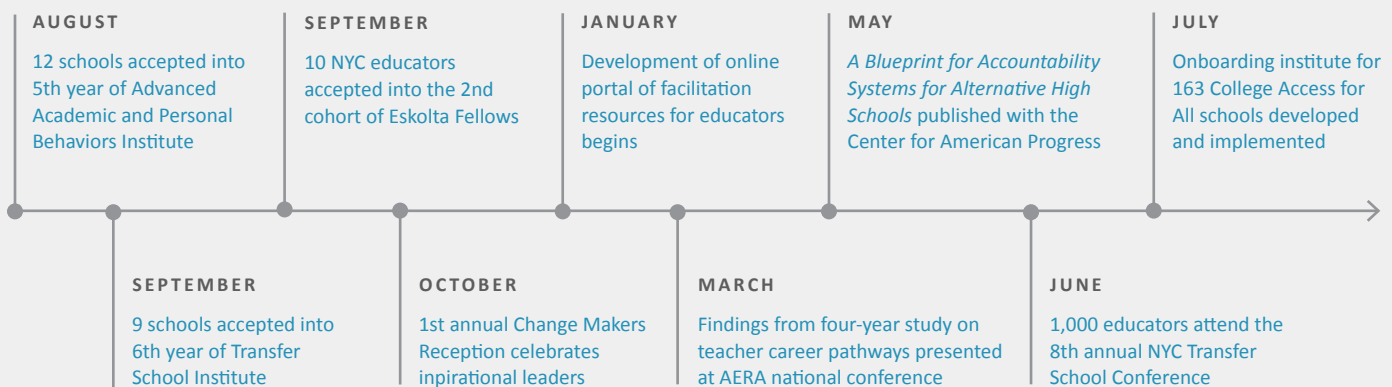 AUGUST
12 schools accepted into
5th year of Advanced
Academic and Personal
Behaviors Institute
SEPTEMBER
9 schools accepted into
6th year of Transfer
School Institute
SEPTEMBER
10 NYC educators
accepted into the 2nd
cohort of Eskolta Fellows
OCTOBER
1st annual Change Makers
Reception celebrates
inpirational leaders
JANUARY
Development of online
portal of facilitation
resources for educators
begins
MARCH
Findings from four-year study on
teacher career pathways presented
at AERA national conference
MAY
A Blueprint for Accountability
Systems for Alternative High
Schools published with the
Center for American Progress
JUNE
1,000 educators attend the
8th annual NYC Transfer
School Conference
JULY
Onboarding institute for
163 College Access for
All schools developed
and implemented